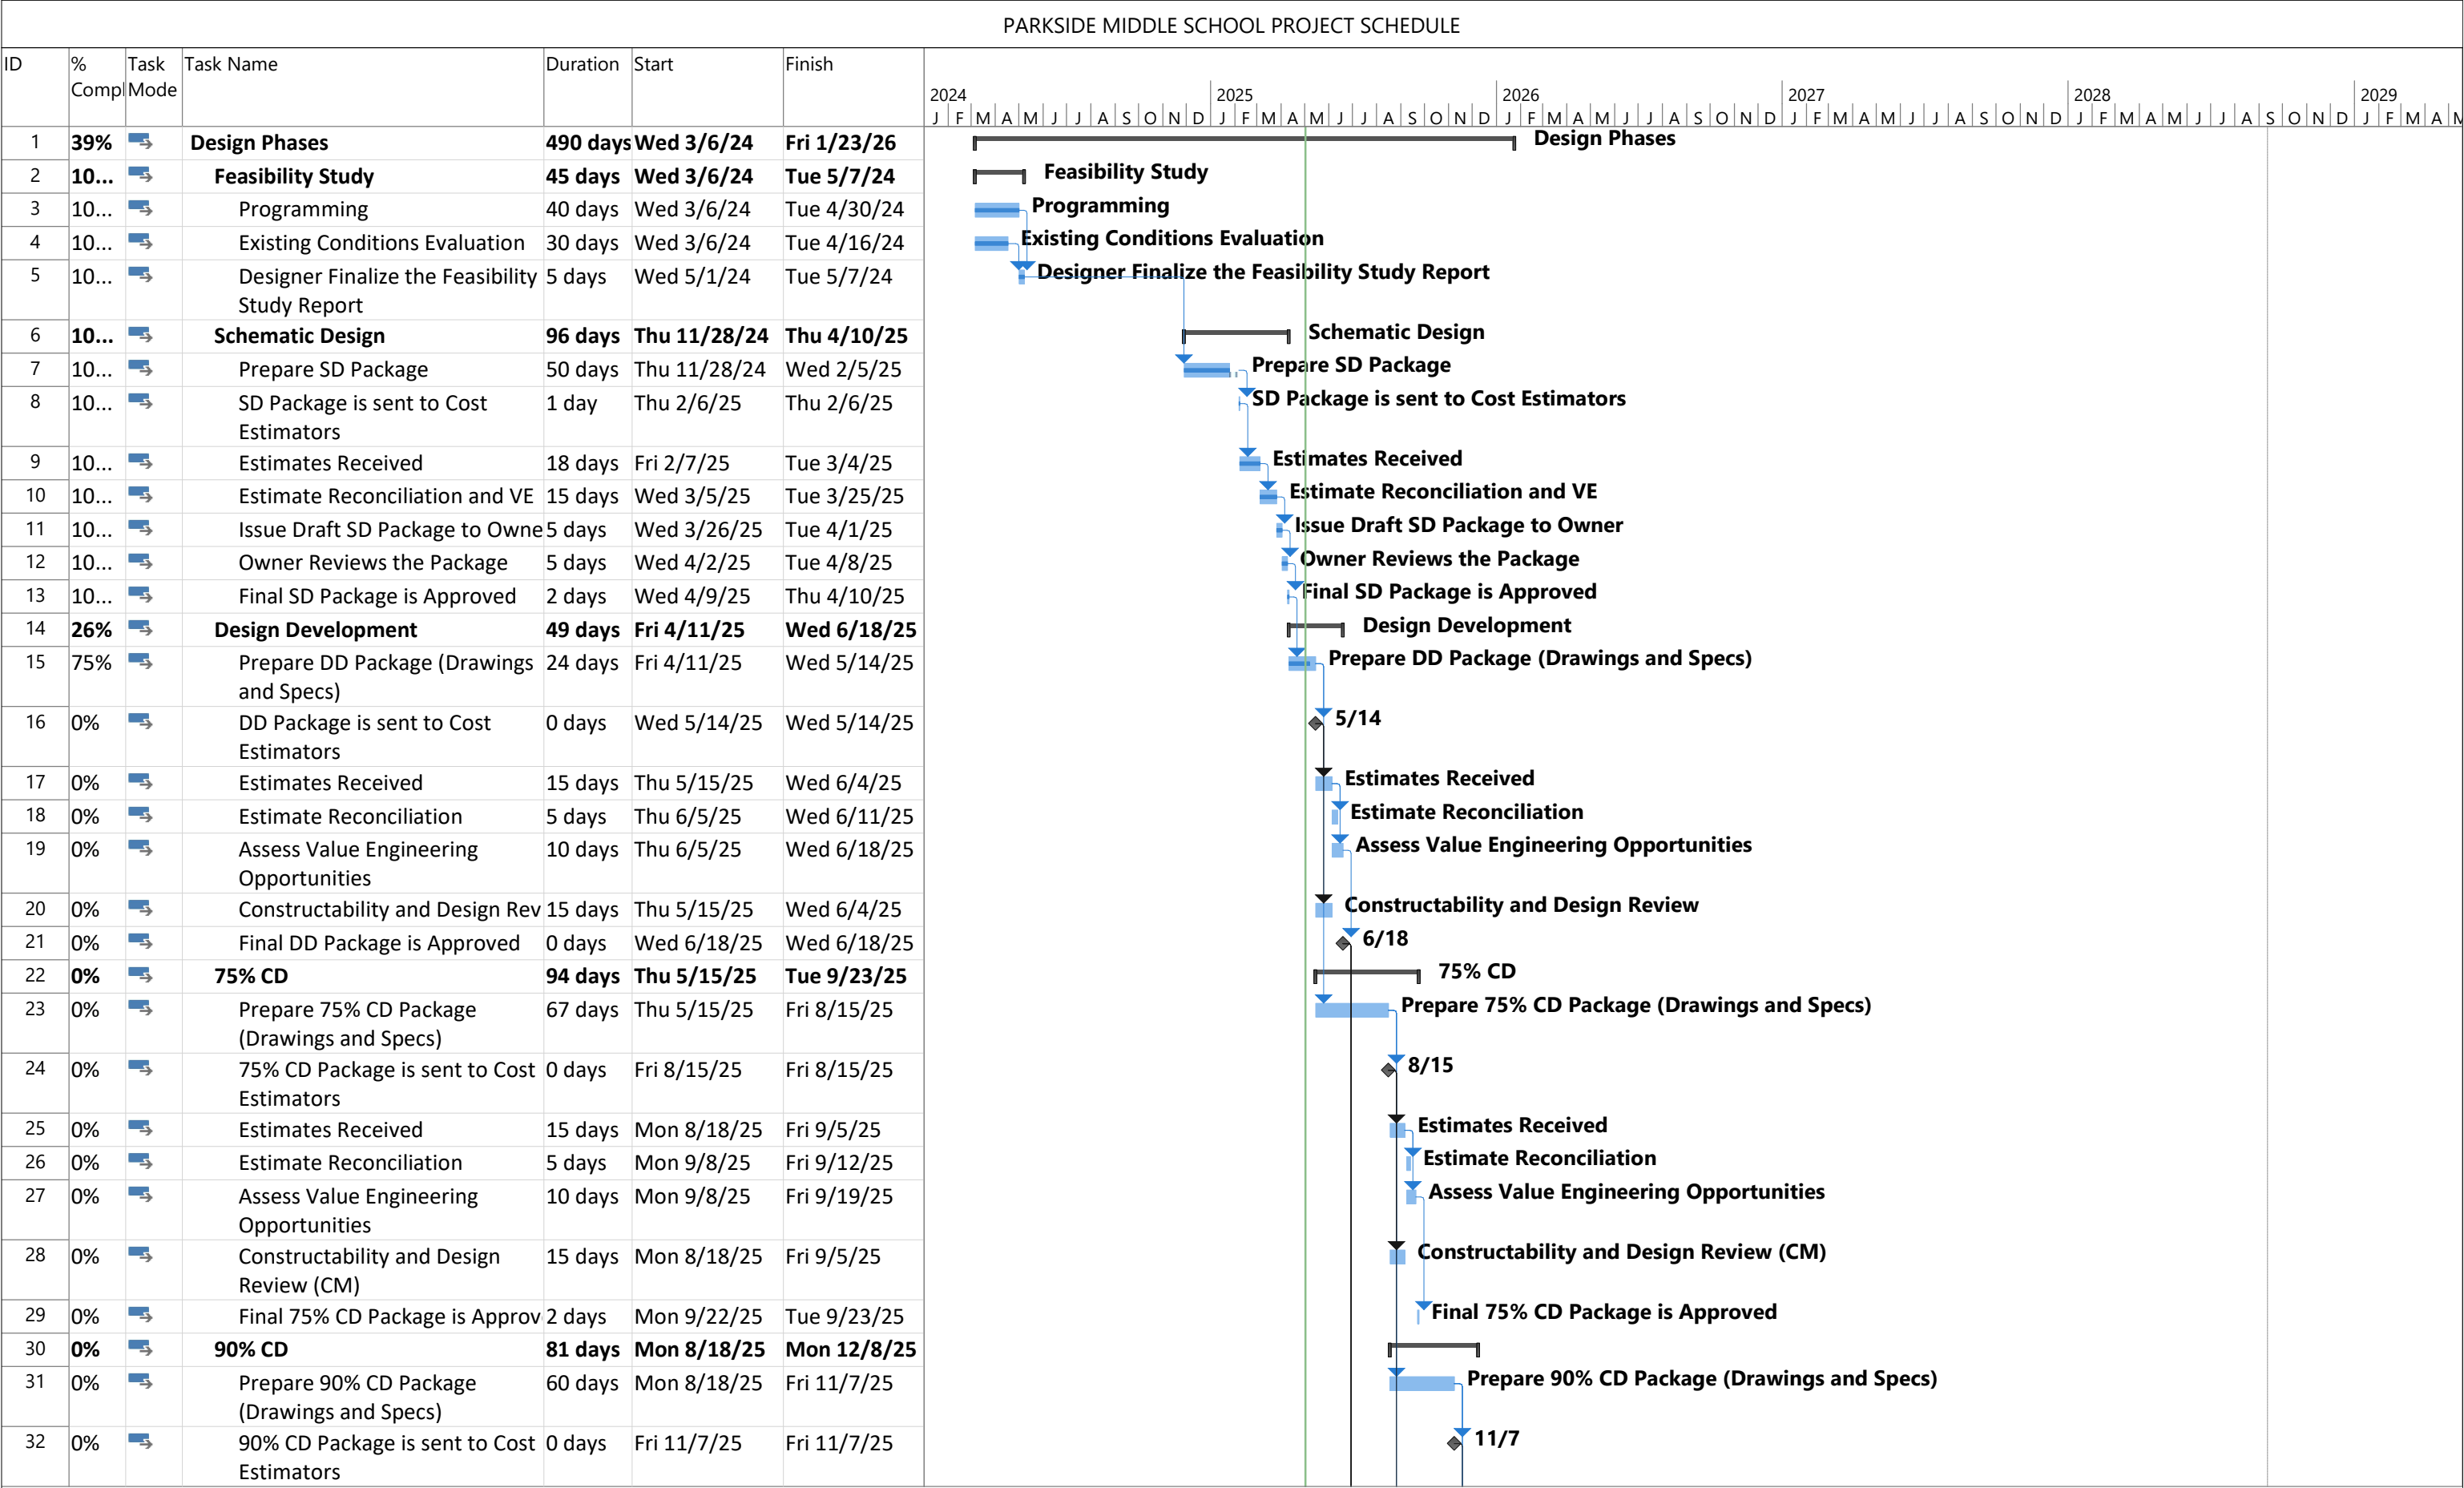 PARKSIDE MIDDLE SCHOOL PROJECT SCHEDULE
ID % Compl Task Mode Task Name Duration Start Finish
2024 2025 2026 2027 2028 2029
J F M A M J J A S O N D J F M A M J J A S O N D J F M A M J J A S O N D J F M A M J J A S O N D J F M A M J J A S O N D J F M A M
1 39% Design Phases 490 days Wed 3/6/24 Fri 1/23/26 Design Phases
2 10... Feasibility Study 45 days Wed 3/6/24 Tue 5/7/24 Feasibility Study
3 10... Programming 40 days Wed 3/6/24 Tue 4/30/24 Programming
4 10... Existing Conditions Evaluation 30 days Wed 3/6/24 Tue 4/16/24 Existing Conditions Evaluation
5 10... Designer Finalize the Feasibility 5 days Wed 5/1/24 Tue 5/7/24 Designer Finalize the Feasibility Study Report
Study Report
6 10... Schematic Design 96 days Thu 11/28/24 Thu 4/10/25 Schematic Design
7 10... Prepare SD Package 50 days Thu 11/28/24 Wed 2/5/25 Prepare SD Package
8 10... SD Package is sent to Cost 1 day Thu 2/6/25 Thu 2/6/25 SD Package is sent to Cost Estimators
Estimators
9 10... Estimates Received 18 days Fri 2/7/25 Tue 3/4/25 Estimates Received
10 10... Estimate Reconciliation and VE 15 days Wed 3/5/25 Tue 3/25/25 Estimate Reconciliation and VE
11 10... Issue Draft SD Package to Owne 5 days Wed 3/26/25 Tue 4/1/25 Issue Draft SD Package to Owner
12 10... Owner Reviews the Package 5 days Wed 4/2/25 Tue 4/8/25 Owner Reviews the Package
13 10... Final SD Package is Approved 2 days Wed 4/9/25 Thu 4/10/25 Final SD Package is Approved
14 26% Design Development 49 days Fri 4/11/25 Wed 6/18/25 Design Development
15 75% Prepare DD Package (Drawings 24 days Fri 4/11/25 Wed 5/14/25 Prepare DD Package (Drawings and Specs)
and Specs)
16 0% DD Package is sent to Cost 0 days Wed 5/14/25 Wed 5/14/25 5/14
Estimators
17 0% Estimates Received 15 days Thu 5/15/25 Wed 6/4/25 Estimates Received
18 0% Estimate Reconciliation 5 days Thu 6/5/25 Wed 6/11/25 Estimate Reconciliation
19 0% Assess Value Engineering 10 days Thu 6/5/25 Wed 6/18/25 Assess Value Engineering Opportunities
Opportunities
20 0% Constructability and Design Rev 15 days Thu 5/15/25 Wed 6/4/25 Constructability and Design Review
21 0% Final DD Package is Approved 0 days Wed 6/18/25 Wed 6/18/25 6/18
22 0% 75% CD 94 days Thu 5/15/25 Tue 9/23/25 75% CD
23 0% Prepare 75% CD Package 67 days Thu 5/15/25 Fri 8/15/25 Prepare 75% CD Package (Drawings and Specs)
(Drawings and Specs)
24 0% 75% CD Package is sent to Cost 0 days Fri 8/15/25 Fri 8/15/25 8/15
Estimators
25 0% Estimates Received 15 days Mon 8/18/25 Fri 9/5/25 Estimates Received
26 0% Estimate Reconciliation 5 days Mon 9/8/25 Fri 9/12/25 Estimate Reconciliation
27 0% Assess Value Engineering 10 days Mon 9/8/25 Fri 9/19/25 Assess Value Engineering Opportunities
Opportunities
28 0% Constructability and Design 15 days Mon 8/18/25 Fri 9/5/25 Constructability and Design Review (CM)
Review (CM)
29 0% Final 75% CD Package is Approv 2 days Mon 9/22/25 Tue 9/23/25 Final 75% CD Package is Approved
30 0% 90% CD 81 days Mon 8/18/25 Mon 12/8/25
31 0% Prepare 90% CD Package 60 days Mon 8/18/25 Fri 11/7/25 Prepare 90% CD Package (Drawings and Specs)
(Drawings and Specs)
32 0% 90% CD Package is sent to Cost 0 days Fri 11/7/25 Fri 11/7/25 11/7
Estimators